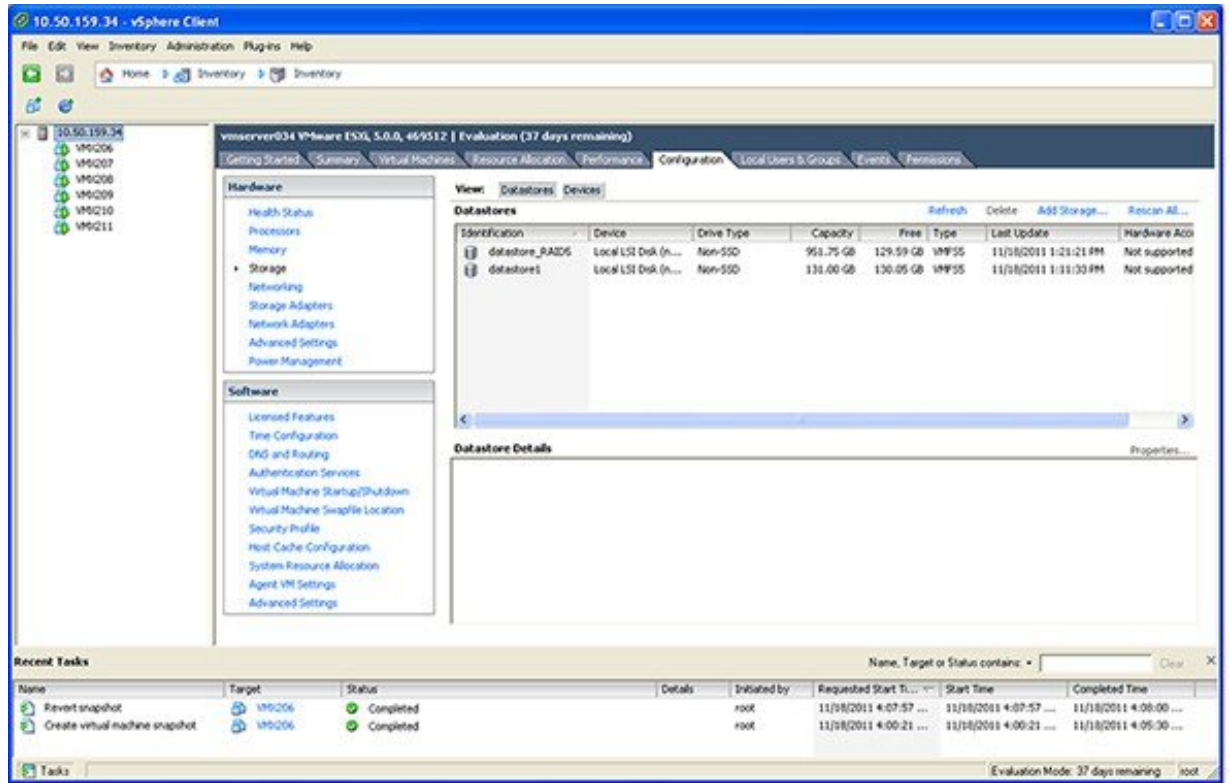 10.50.159.34 - vSphere Client
File Edit View Inventory Administration Plug-ins Help
Home Inventory Inventory
10.50.159.34
VMX206
VMX207
VMX208
VMX209
VMX210
VMX211
vmserver034 VMware ESXi, 5.0.0, 469512 | Evaluation (37 days remaining)
Getting Started Summary Virtual Machines Resource Allocation Performance Configuration Local Users & Groups Events Permissions
Hardware
Health Status
Processors
Memory
Storage
Networking
Storage Adapters
Network Adapters
Advanced Settings
Power Management
Software
Licensed Features
Time Configuration
DNS and Routing
Authentication Services
Virtual Machine Startup/Shutdown
Virtual Machine Swapfile Location
Security Profile
Host Cache Configuration
System Resource Allocation
Agent VM Settings
Advanced Settings
View: Datastores Devices
Datastores Refresh Delete Add Storage... Rescan All...
Identification Device Drive Type Capacity Free Type Last Update Hardware Acce
datastore_RAID5 Local LSI Disk (n... Non-SSD 951.75 GB 129.59 GB VMFS5 11/18/2011 1:21:21 PM Not supported
datastore1 Local LSI Disk (n... Non-SSD 131.00 GB 130.05 GB VMFS5 11/18/2011 1:11:33 PM Not supported
Datastore Details Properties...
Recent Tasks Name, Target or Status contains: Clear
Name Target Status Details Initiated by Requested Start Ti... Start Time Completed Time
Revert snapshot VMX206 Completed root 11/18/2011 4:07:57 ... 11/18/2011 4:07:57 ... 11/18/2011 4:08:00 ...
Create virtual machine snapshot VMX206 Completed root 11/18/2011 4:00:21 ... 11/18/2011 4:00:21 ... 11/18/2011 4:05:30 ...
Tasks Evaluation Mode: 37 days remaining root